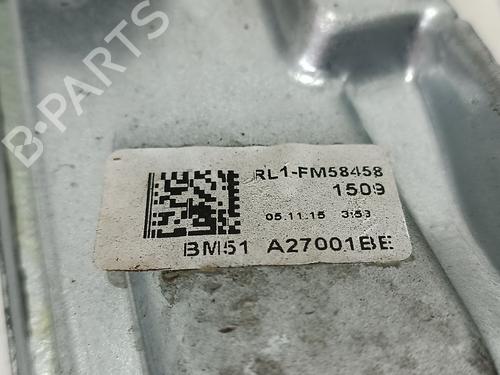 B-PARTS
RL1-FM58458
1509
05.11.15 3:53
BM51 A27001BE